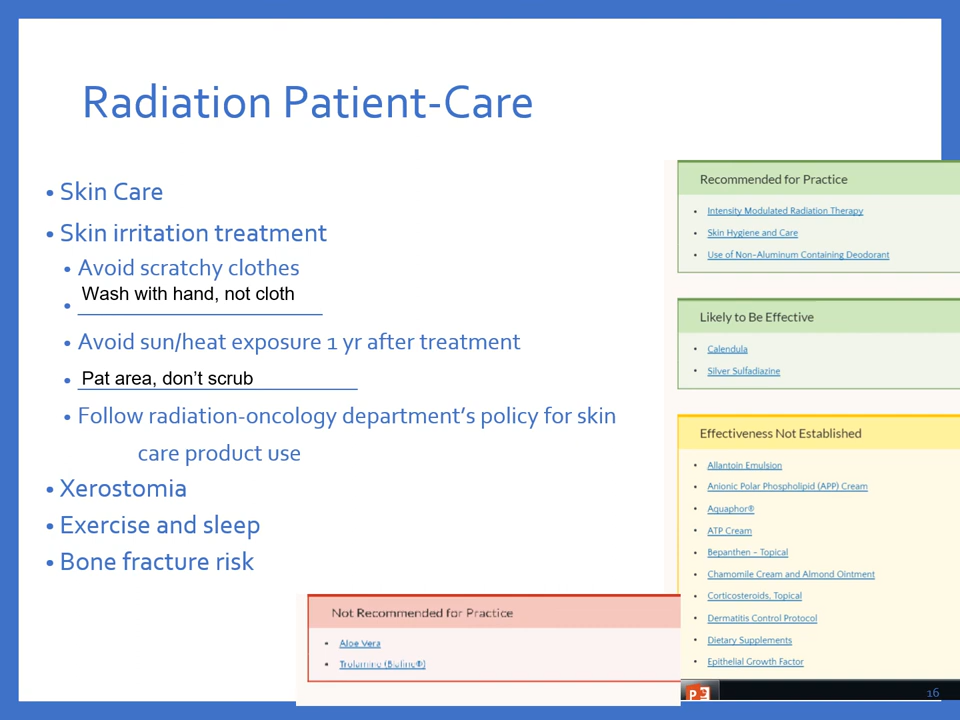 Radiation Patient-Care
• Skin Care
• Skin irritation treatment
• Avoid scratchy clothes
• Wash with hand, not cloth
• Avoid sun/heat exposure 1 yr after treatment
• Pat area, don't scrub
• Follow radiation-oncology department's policy for skin
care product use
• Xerostomia
• Exercise and sleep
• Bone fracture risk
Recommended for Practice
• Intensity Modulated Radiation Therapy
• Skin Hygiene and Care
• Use of Non-Aluminum Containing Deodorant
Likely to Be Effective
• Calendula
• Silver Sulfadiazine
Effectiveness Not Established
• Allantoin Emulsion
• Anionic Polar Phospholipid (APP) Cream
• Aquaphor®
• ATP Cream
• Bepanthen – Topical
• Chamomile Cream and Almond Ointment
• Corticosteroids, Topical
• Dermatitis Control Protocol
• Dietary Supplements
• Epithelial Growth Factor
Not Recommended for Practice
• Aloe Vera
• Trolamine (Biafine®)
16